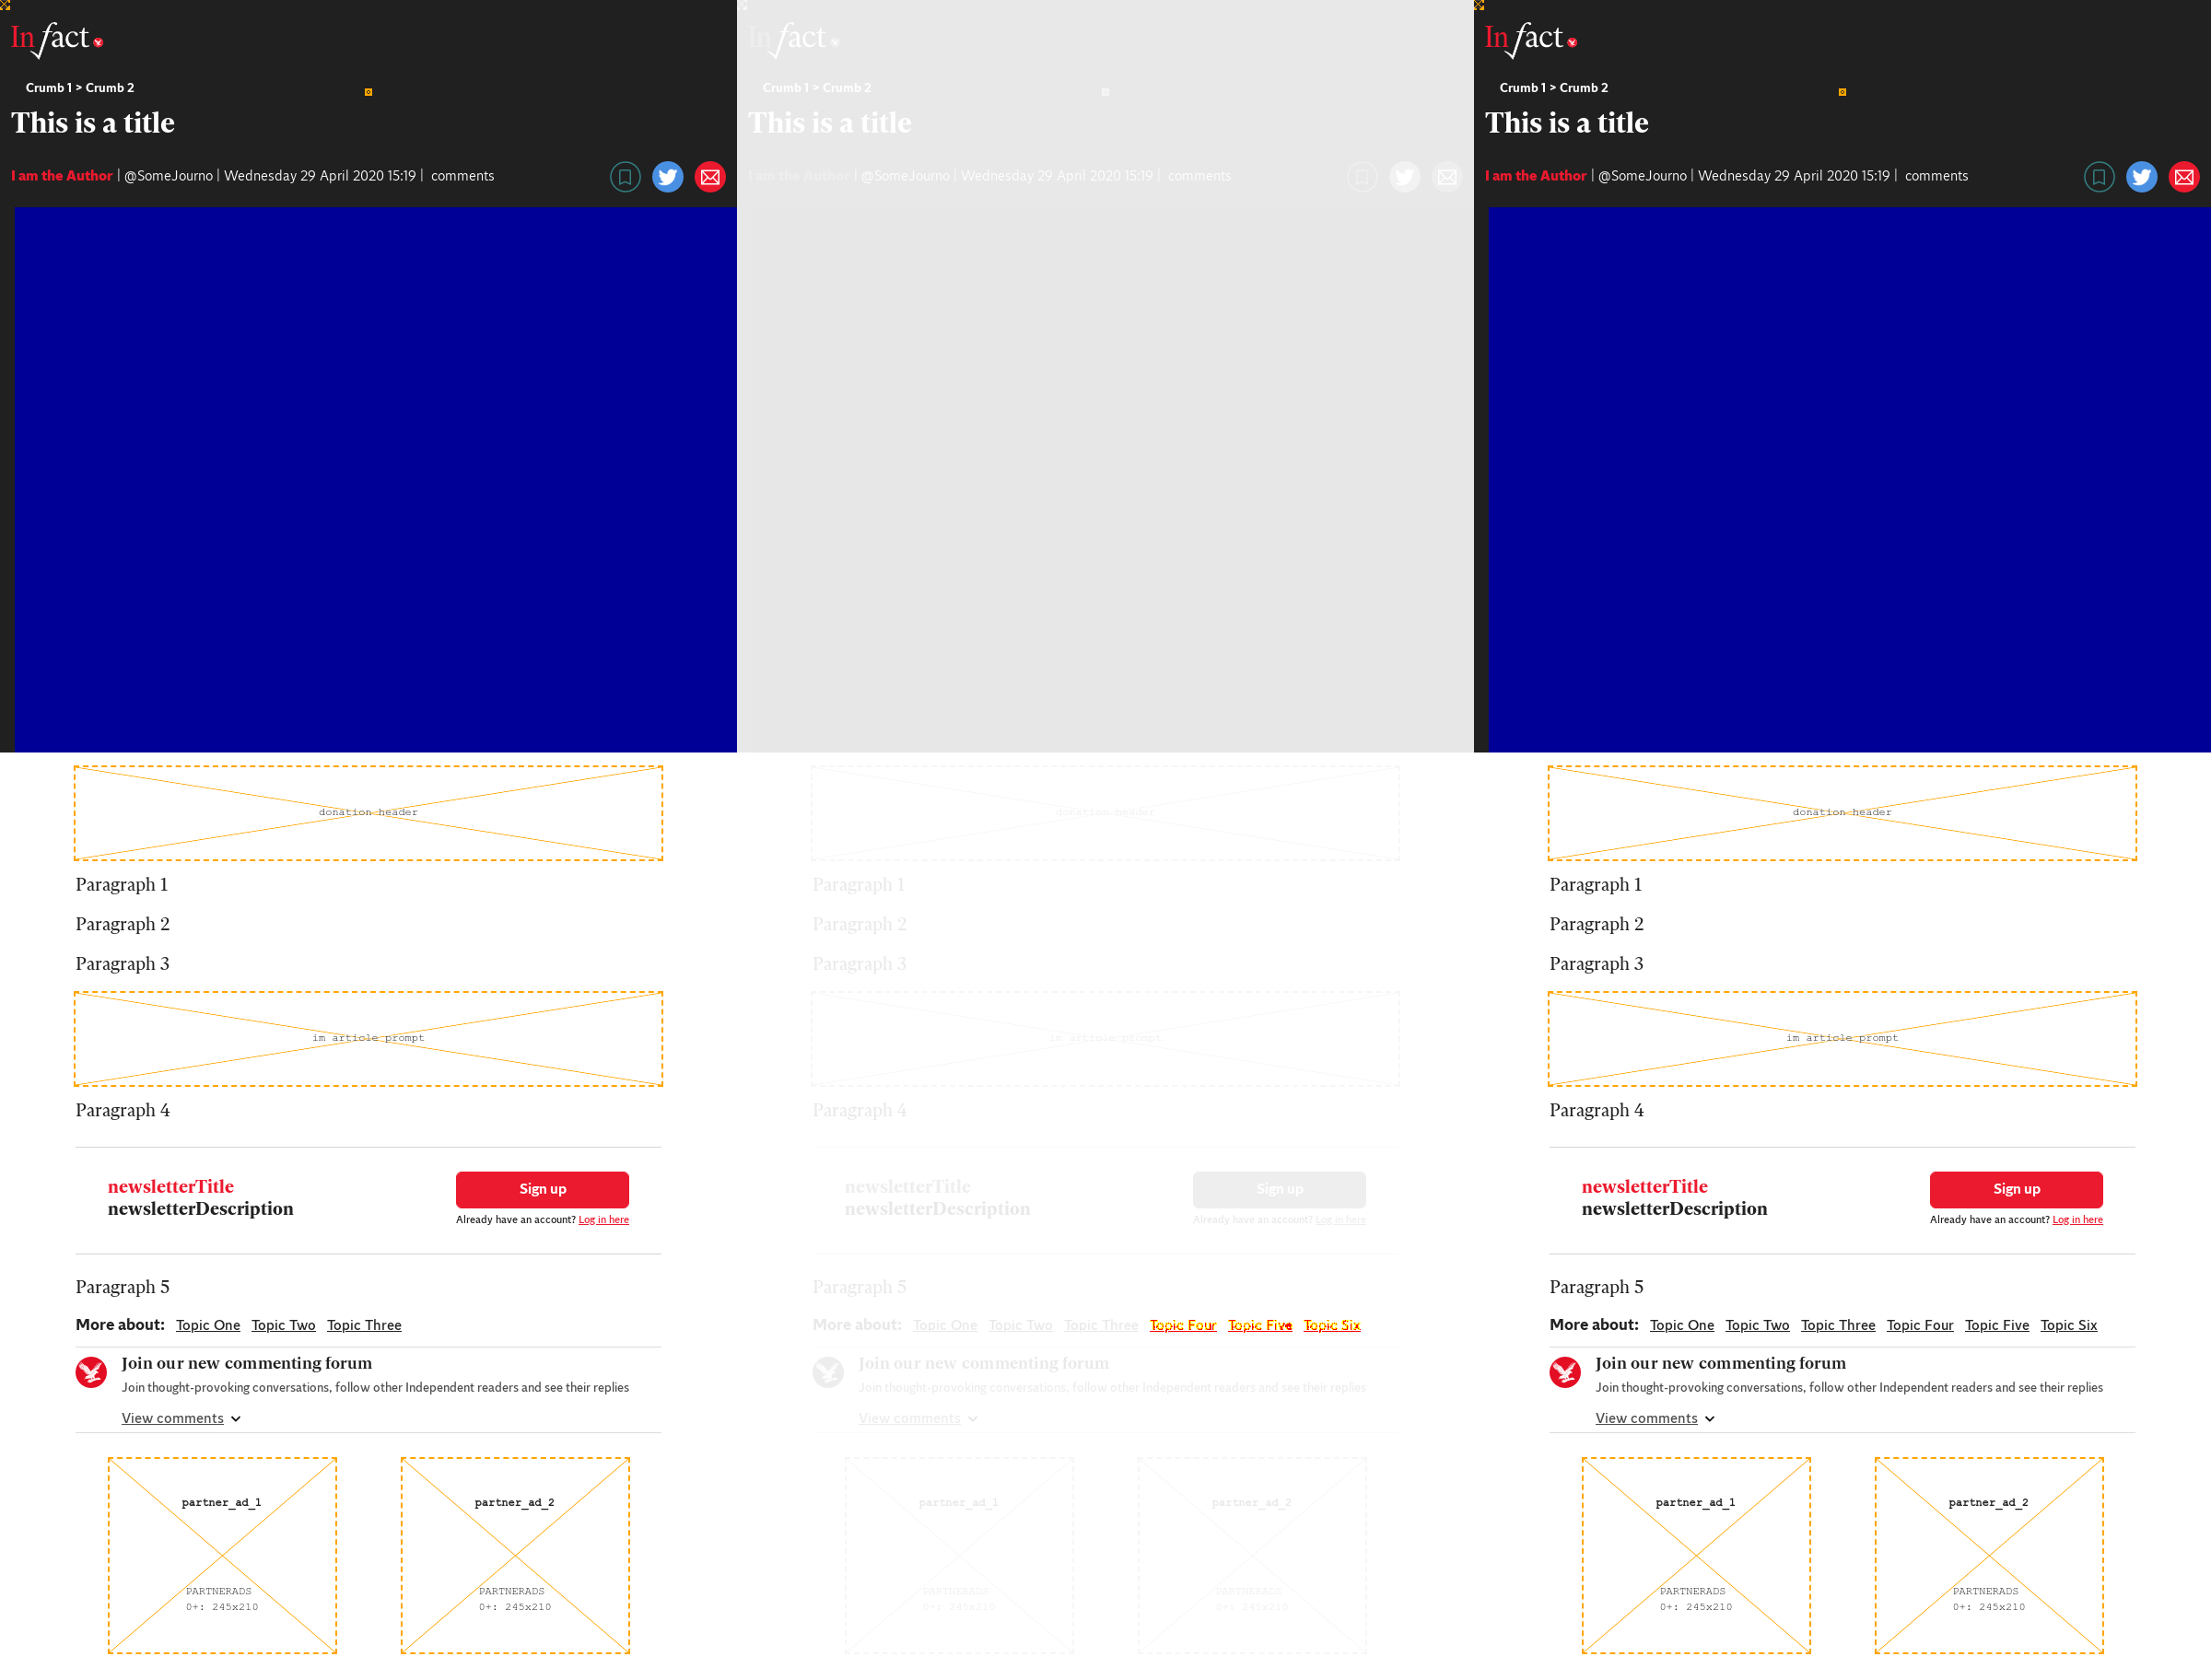 In fact
Crumb 1 > Crumb 2
This is a title
I am the Author | @SomeJourno | Wednesday 29 April 2020 15:19 | comments
donation header
Paragraph 1
Paragraph 2
Paragraph 3
im article prompt
Paragraph 4
newsletterTitle
newsletterDescription
Sign up
Already have an account? Log in here
Paragraph 5
More about: Topic One Topic Two Topic Three
Join our new commenting forum
Join thought-provoking conversations, follow other Independent readers and see their replies
View comments
partner_ad_1
PARTNERADS
0+: 245x210
partner_ad_2
PARTNERADS
0+: 245x210
In fact
Crumb 1 > Crumb 2
This is a title
I am the Author | @SomeJourno | Wednesday 29 April 2020 15:19 | comments
donation header
Paragraph 1
Paragraph 2
Paragraph 3
im article prompt
Paragraph 4
newsletterTitle
newsletterDescription
Sign up
Already have an account? Log in here
Paragraph 5
More about: Topic One Topic Two Topic Three Topic Four Topic Five Topic Six
Join our new commenting forum
Join thought-provoking conversations, follow other Independent readers and see their replies
View comments
partner_ad_1
PARTNERADS
0+: 245x210
partner_ad_2
PARTNERADS
0+: 245x210
In fact
Crumb 1 > Crumb 2
This is a title
I am the Author | @SomeJourno | Wednesday 29 April 2020 15:19 | comments
donation header
Paragraph 1
Paragraph 2
Paragraph 3
im article prompt
Paragraph 4
newsletterTitle
newsletterDescription
Sign up
Already have an account? Log in here
Paragraph 5
More about: Topic One Topic Two Topic Three Topic Four Topic Five Topic Six
Join our new commenting forum
Join thought-provoking conversations, follow other Independent readers and see their replies
View comments
partner_ad_1
PARTNERADS
0+: 245x210
partner_ad_2
PARTNERADS
0+: 245x210